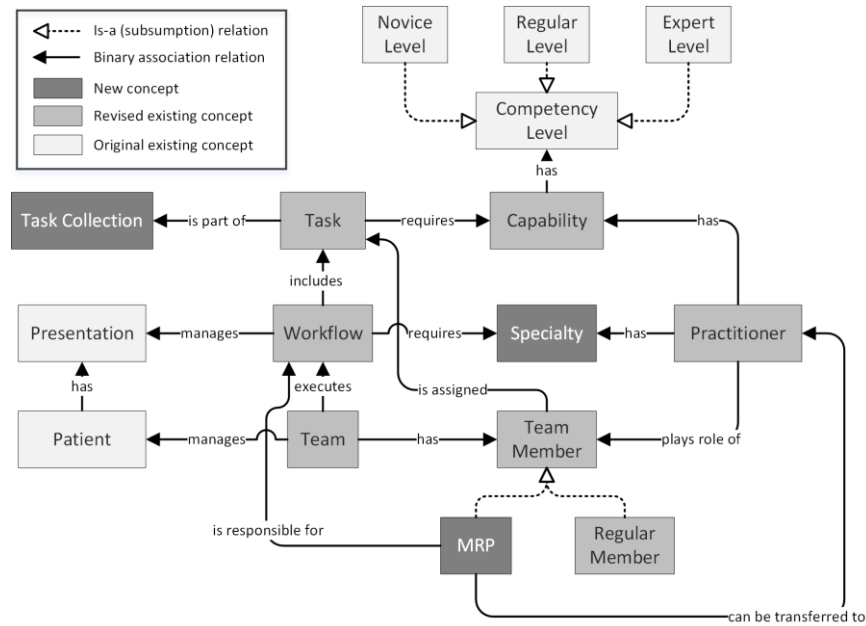 Is-a (subsumption) relation
Binary association relation
New concept
Revised existing concept
Original existing concept
Novice
Level
Regular
Level
Expert
Level
Competency
Level
has
Task Collection
is part of
Task
requires
Capability
has
includes
Presentation
manages
Workflow
requires
Specialty
has
Practitioner
has
executes
is assigned
Patient
manages
Team
has
Team
Member
plays role of
is responsible for
MRP
Regular
Member
can be transferred to